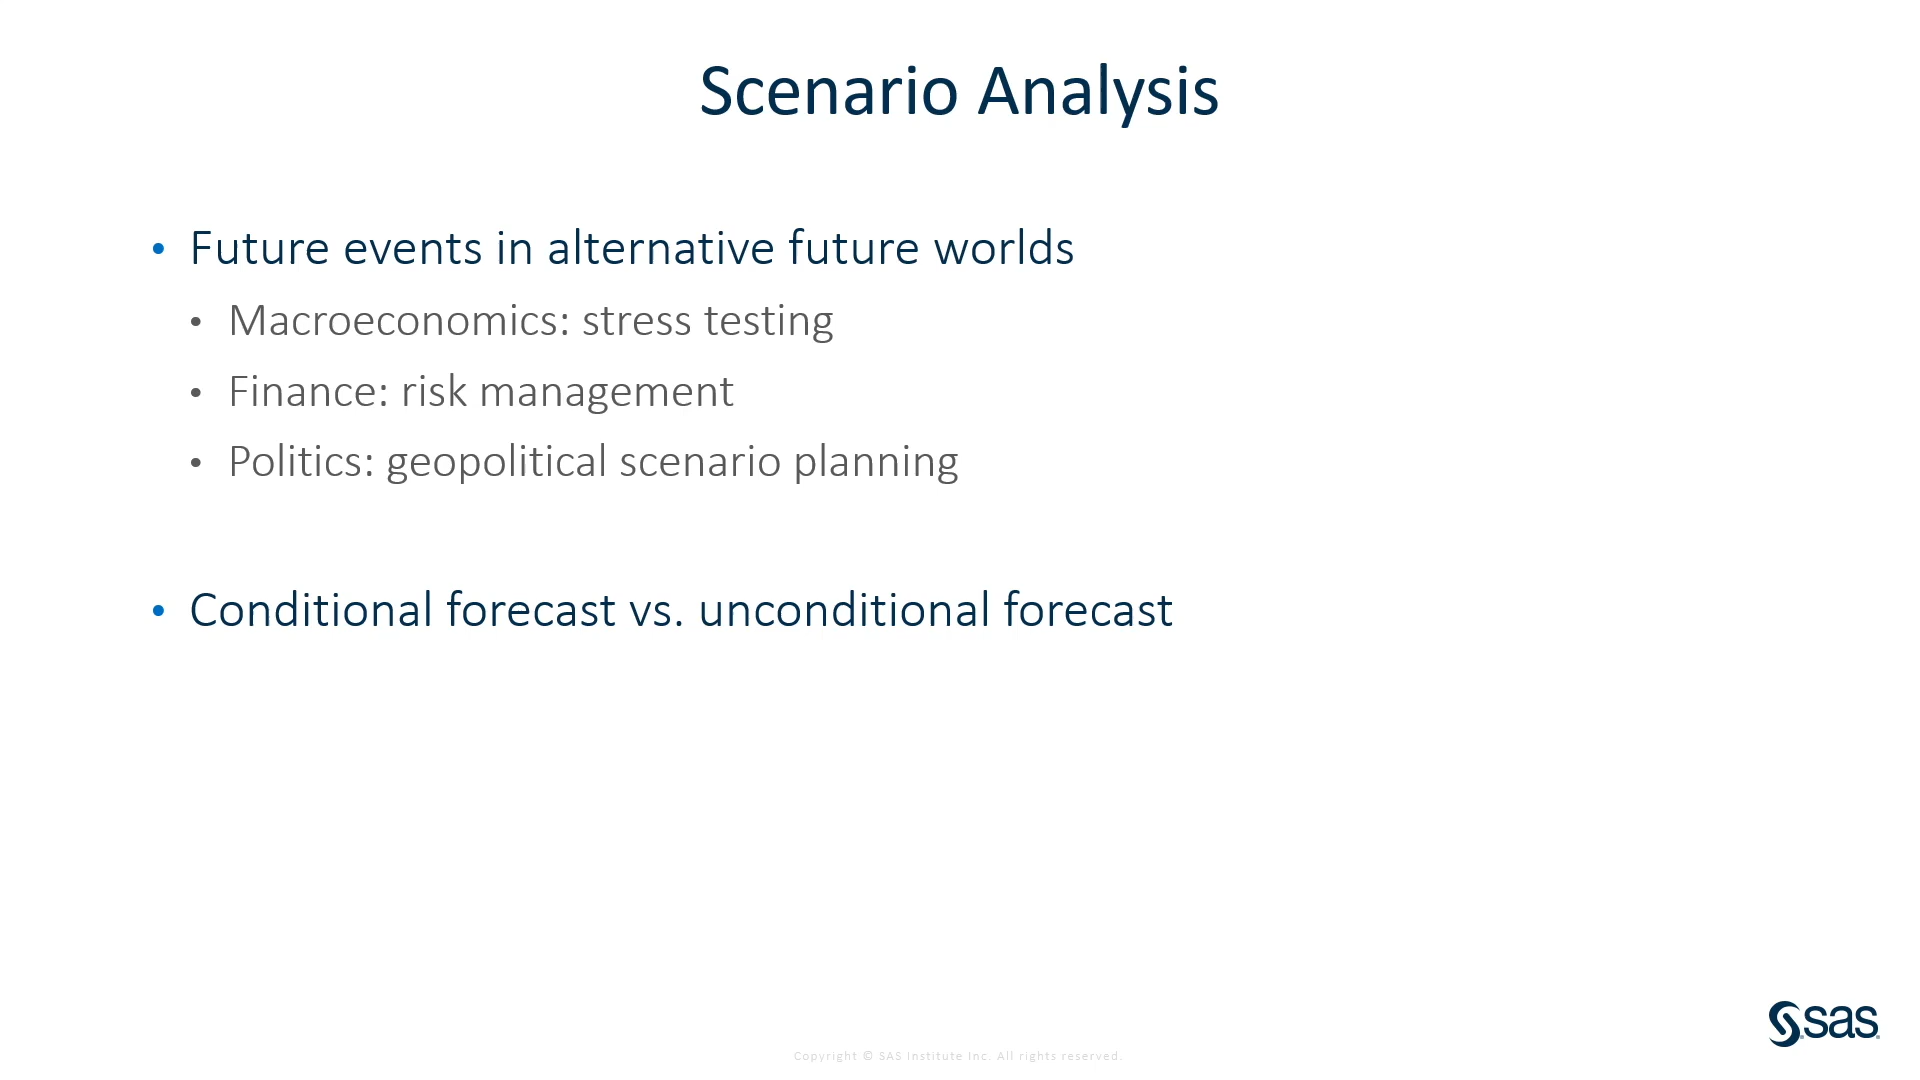 Scenario Analysis
• Future events in alternative future worlds
• Macroeconomics: stress testing
• Finance: risk management
• Politics: geopolitical scenario planning
• Conditional forecast vs. unconditional forecast
sas
Copyright © SAS Institute Inc. All rights reserved.